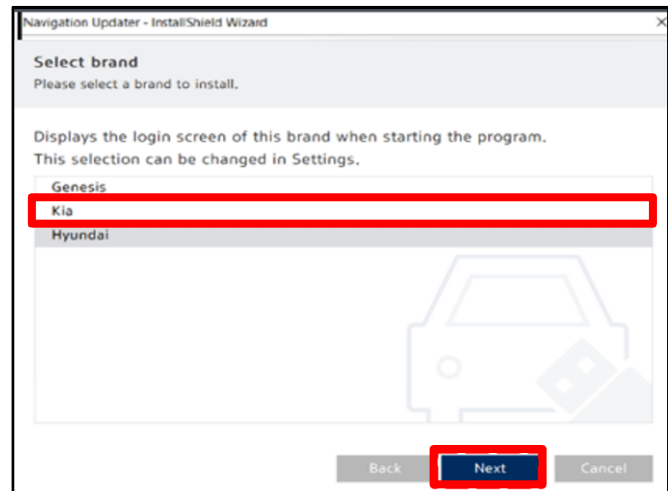 Navigation Updater - InstallShield Wizard
Select brand
Please select a brand to install.
Displays the login screen of this brand when starting the program.
This selection can be changed in Settings.
Genesis
Kia
Hyundai
Back Next Cancel